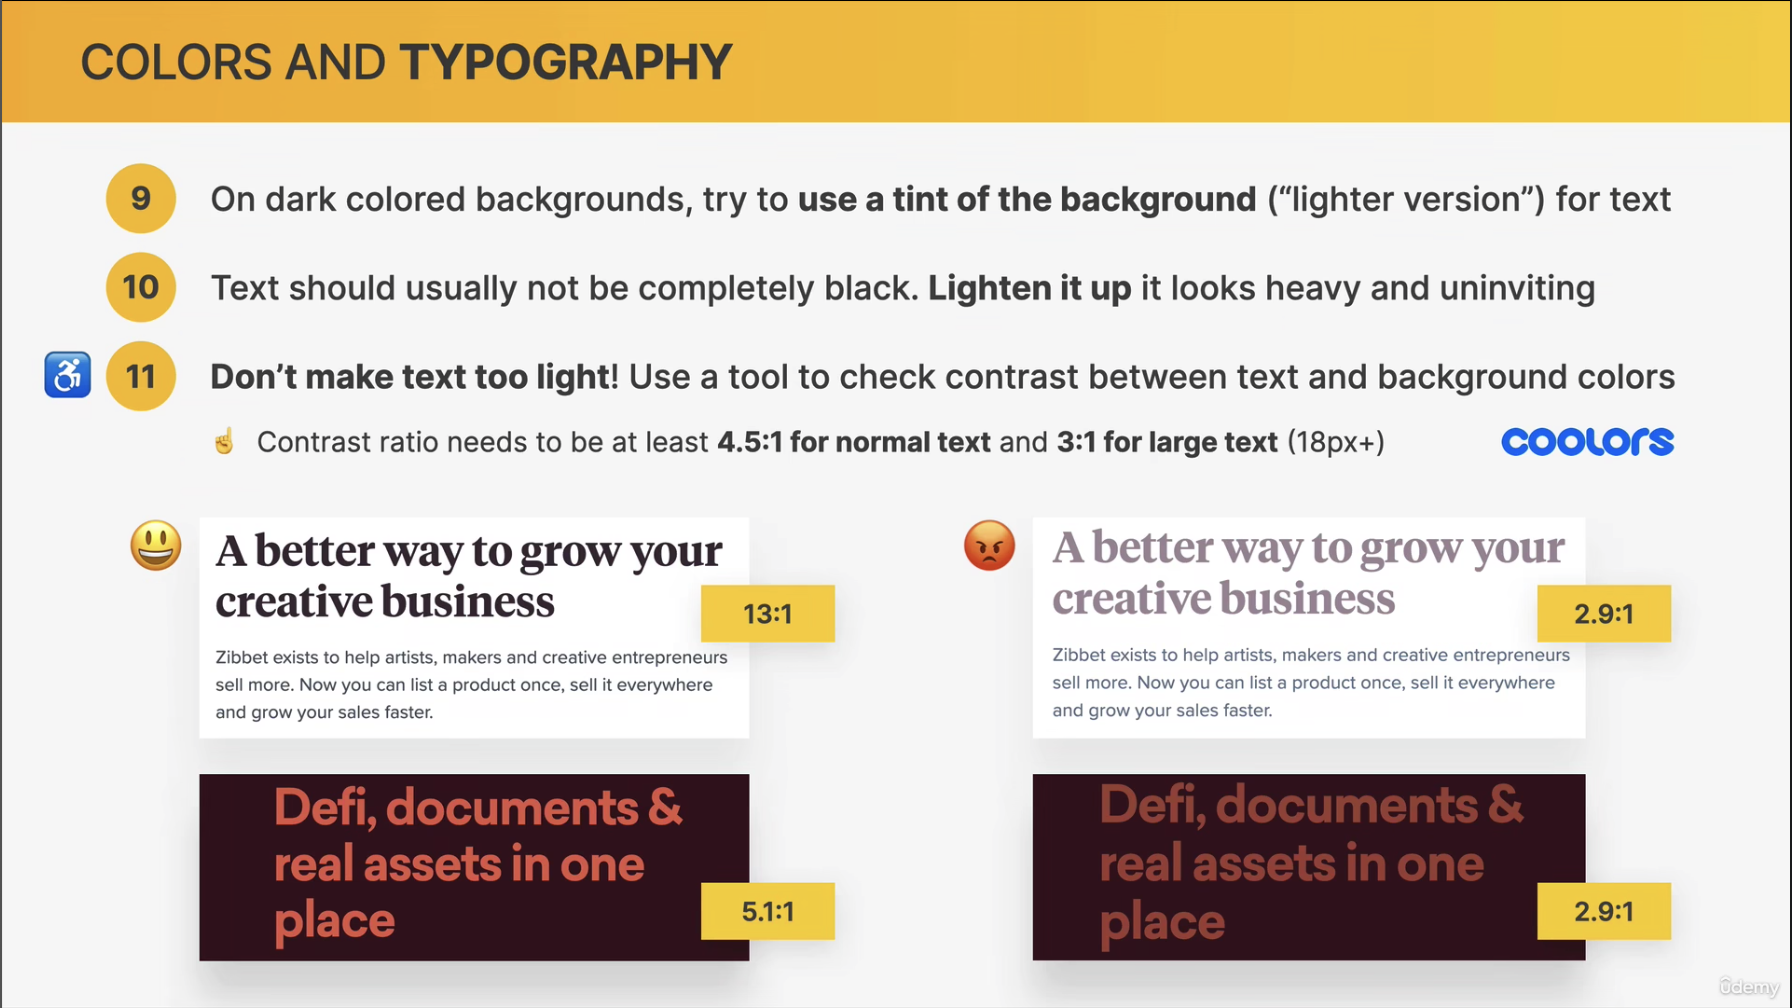 COLORS AND TYPOGRAPHY
9 On dark colored backgrounds, try to use a tint of the background (“lighter version”) for text
10 Text should usually not be completely black. Lighten it up it looks heavy and uninviting
11 Don’t make text too light! Use a tool to check contrast between text and background colors
Contrast ratio needs to be at least 4.5:1 for normal text and 3:1 for large text (18px+)
coolors
A better way to grow your
creative business
13:1
Zibbet exists to help artists, makers and creative entrepreneurs
sell more. Now you can list a product once, sell it everywhere
and grow your sales faster.
A better way to grow your
creative business
2.9:1
Zibbet exists to help artists, makers and creative entrepreneurs
sell more. Now you can list a product once, sell it everywhere
and grow your sales faster.
Defi, documents &
real assets in one
place
5.1:1
Defi, documents &
real assets in one
place
2.9:1
ûdemy